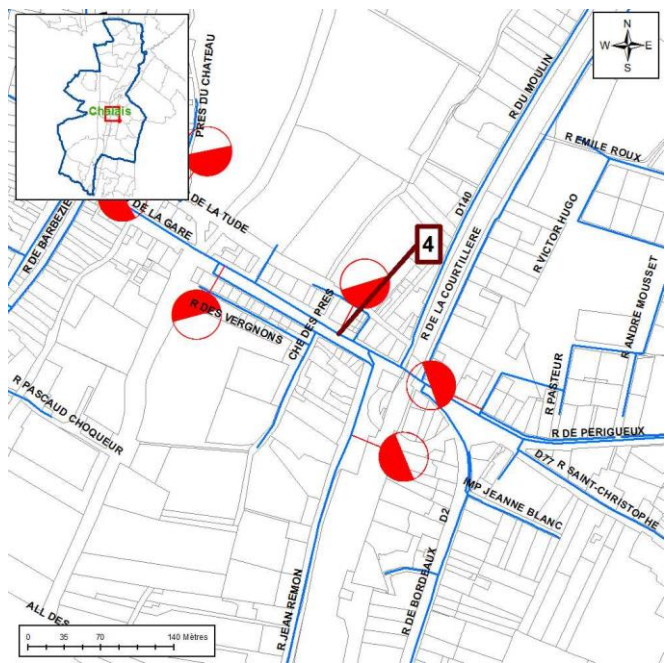 N
W E
S
Chalais
PRES DU CHATEAU
R DU MOULIN
R EMILE ROUX
DE LA TUDE
DE LA GARE
R DE BARBEZIE
D140
R VICTOR HUGO
4
R DE LA COURTILLERE
R ANDRE MOUSSET
R DES VERGNONS
CHE DES PRES
R PASTEUR
R PASCAUD CHOQUEUR
R DE PERIGUEUX
D77 R SAINT-CHRISTOPHE
IMP JEANNE BLANC
D2
R DE BORDEAUX
R JEAN REMON
ALL DES
0 35 70 140 Mètres